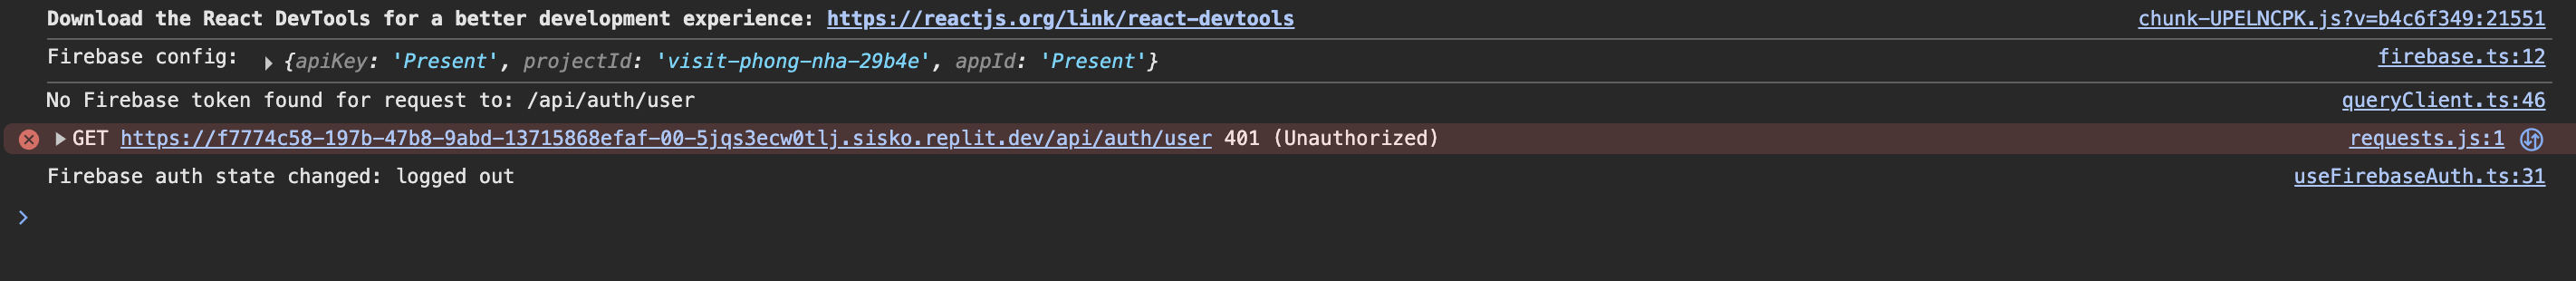 Download the React DevTools for a better development experience: https://reactjs.org/link/react-devtools chunk-UPELNCPK.js?v=b4c6f349:21551
Firebase config: {apiKey: 'Present', projectId: 'visit-phong-nha-29b4e', appId: 'Present'} firebase.ts:12
No Firebase token found for request to: /api/auth/user queryClient.ts:46
GET https://f7774c58-197b-47b8-9abd-13715868efaf-00-5jqs3ecw0tlj.sisko.replit.dev/api/auth/user 401 (Unauthorized) requests.js:1
Firebase auth state changed: logged out useFirebaseAuth.ts:31